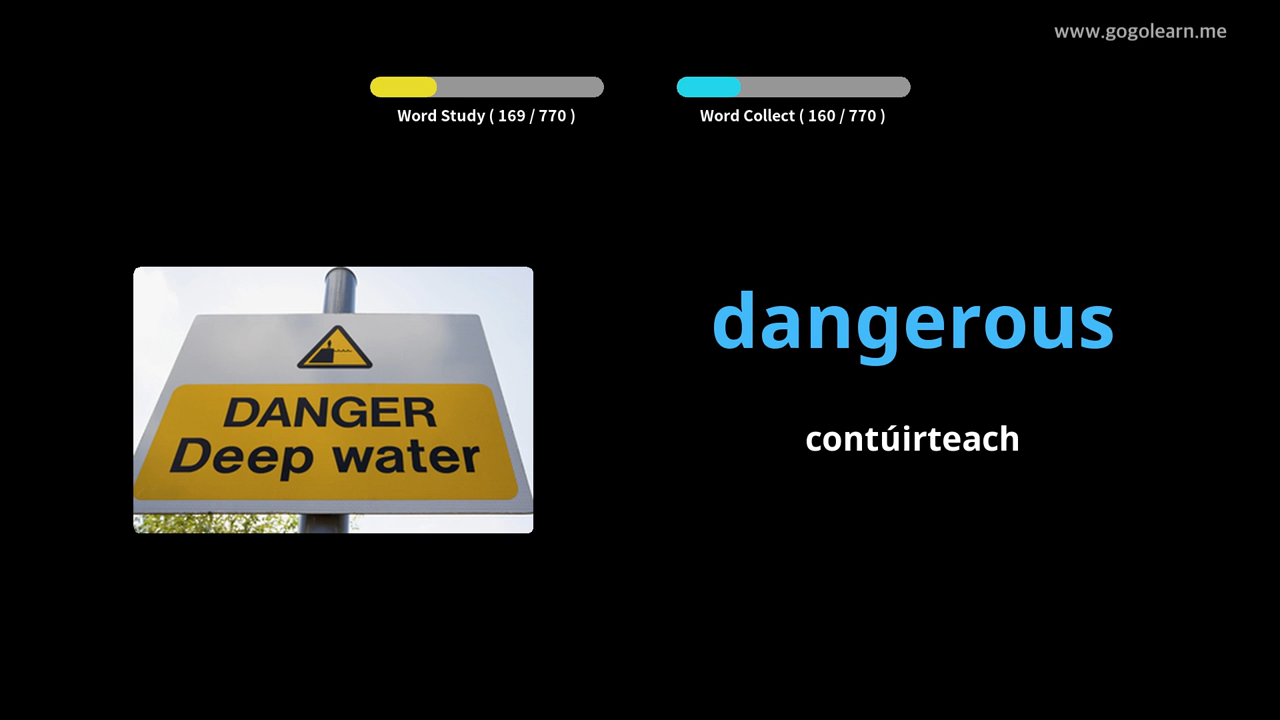 www.gogolearn.me
Word Study ( 169 / 770 )
Word Collect ( 160 / 770 )
DANGER
Deep water
dangerous
contúirteach